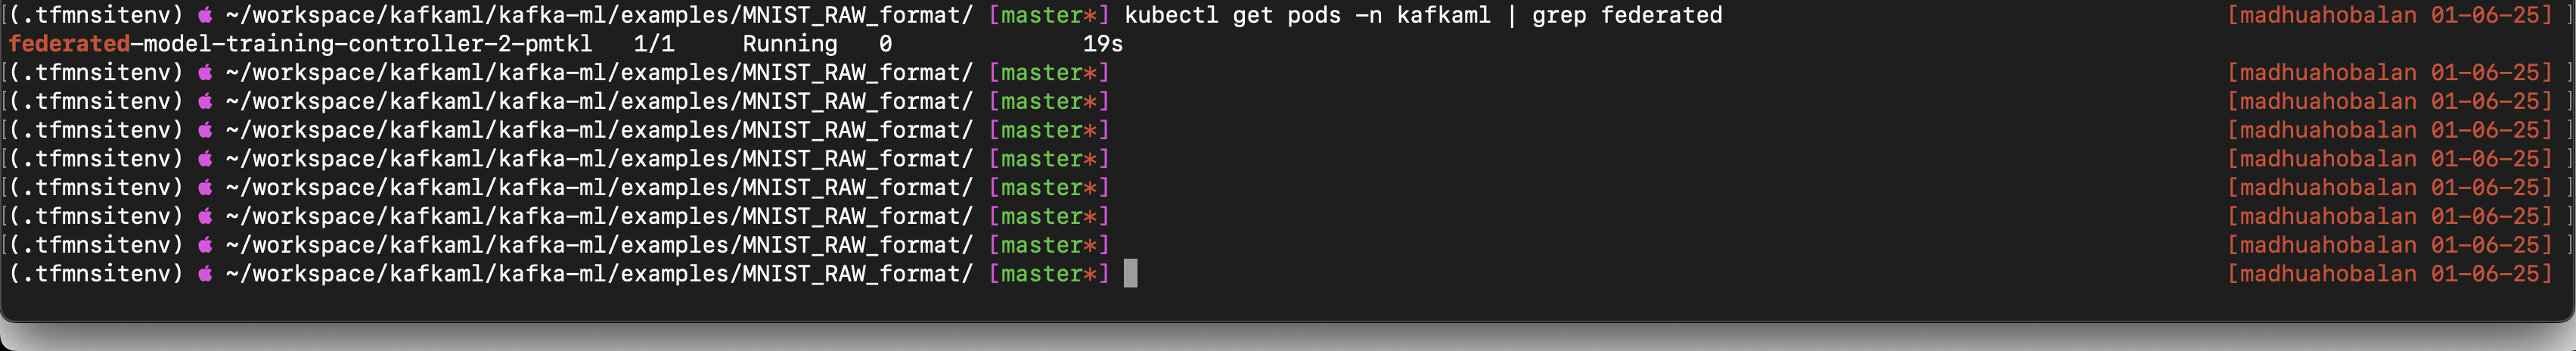 (.tfmnsitenv)  ~/workspace/kafkaml/kafka-ml/examples/MNIST_RAW_format/ [master*] kubectl get pods -n kafkaml | grep federated [madhuahobalan 01-06-25]
federated-model-training-controller-2-pmtkl 1/1 Running 0 19s
(.tfmnsitenv)  ~/workspace/kafkaml/kafka-ml/examples/MNIST_RAW_format/ [master*] [madhuahobalan 01-06-25]
(.tfmnsitenv)  ~/workspace/kafkaml/kafka-ml/examples/MNIST_RAW_format/ [master*] [madhuahobalan 01-06-25]
(.tfmnsitenv)  ~/workspace/kafkaml/kafka-ml/examples/MNIST_RAW_format/ [master*] [madhuahobalan 01-06-25]
(.tfmnsitenv)  ~/workspace/kafkaml/kafka-ml/examples/MNIST_RAW_format/ [master*] [madhuahobalan 01-06-25]
(.tfmnsitenv)  ~/workspace/kafkaml/kafka-ml/examples/MNIST_RAW_format/ [master*] [madhuahobalan 01-06-25]
(.tfmnsitenv)  ~/workspace/kafkaml/kafka-ml/examples/MNIST_RAW_format/ [master*] [madhuahobalan 01-06-25]
(.tfmnsitenv)  ~/workspace/kafkaml/kafka-ml/examples/MNIST_RAW_format/ [master*] [madhuahobalan 01-06-25]
(.tfmnsitenv)  ~/workspace/kafkaml/kafka-ml/examples/MNIST_RAW_format/ [master*] [madhuahobalan 01-06-25]